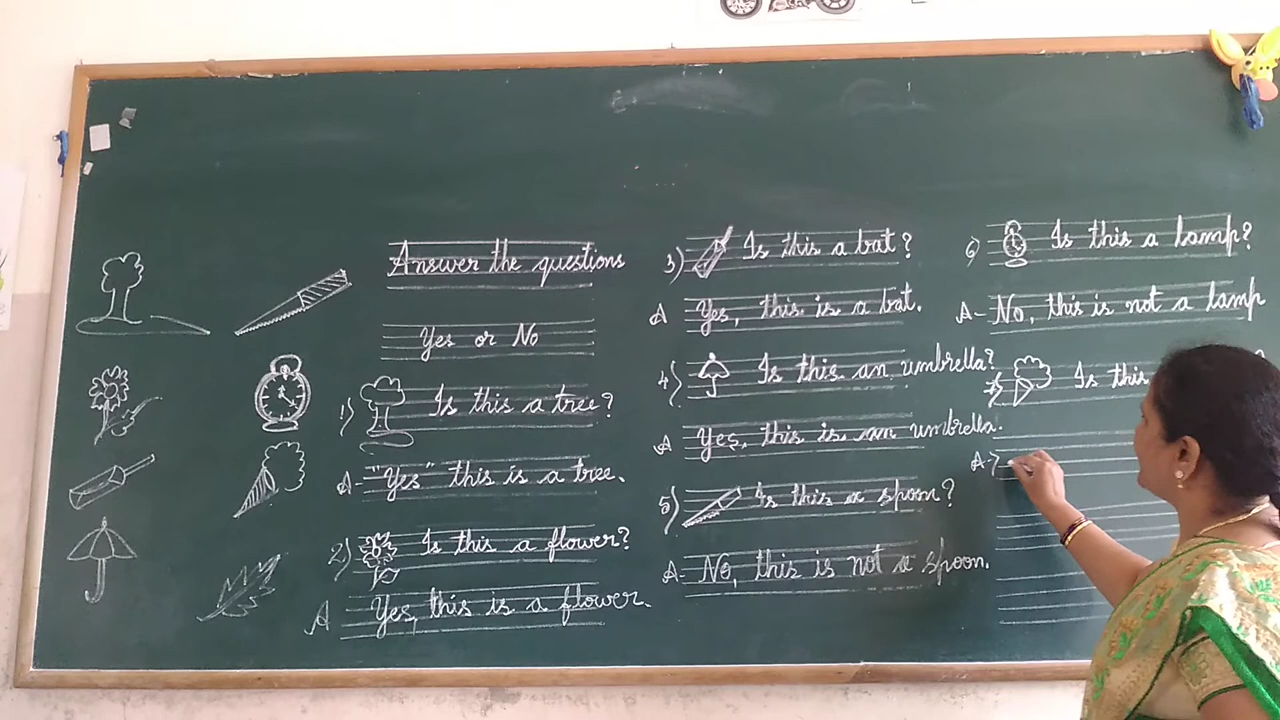 Answer the questions
Yes or No
1) Is this a tree?
A- "Yes" this is a tree.
2) Is this a flower?
A Yes, this is a flower.
3) Is this a bat?
A Yes, this is a bat.
4) Is this an umbrella?
A Yes, this is an umbrella.
5) Is this a spoon?
A- No, this is not a spoon.
6) Is this a lamp?
A- No, this is not a lamp
7) Is this ?
A-7